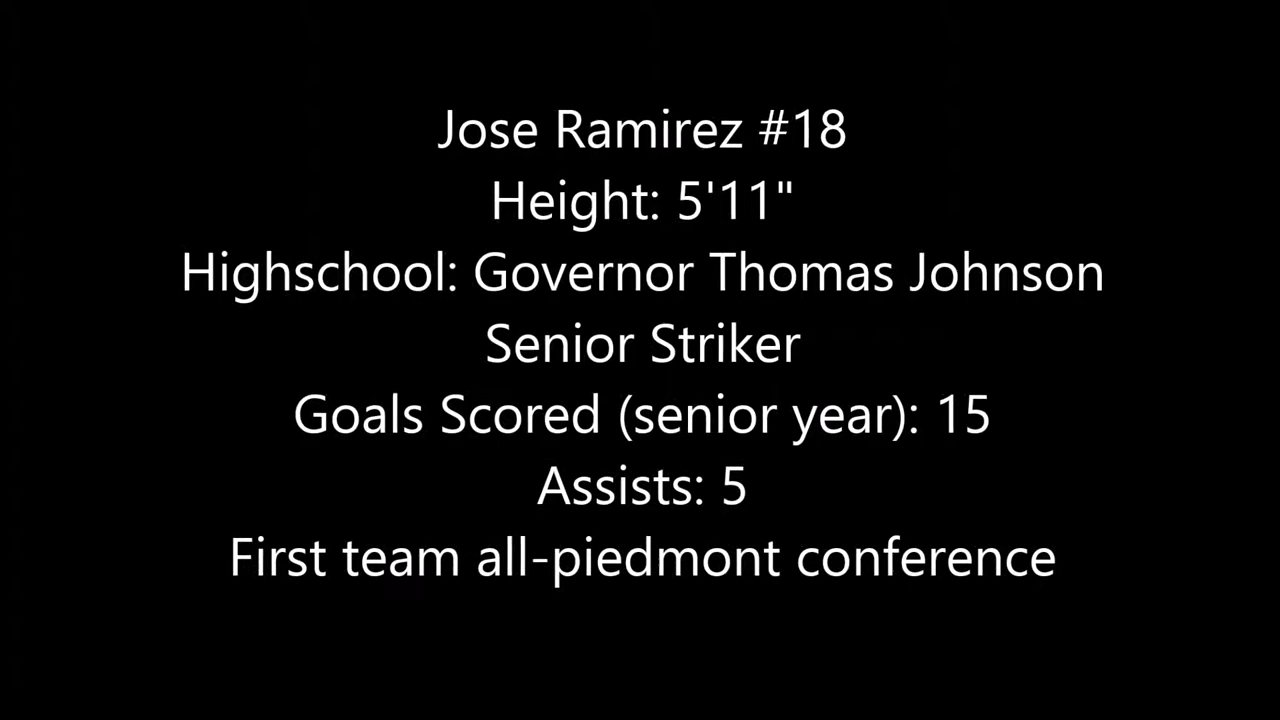 Jose Ramirez #18
Height: 5'11"
Highschool: Governor Thomas Johnson
Senior Striker
Goals Scored (senior year): 15
Assists: 5
First team all-piedmont conference